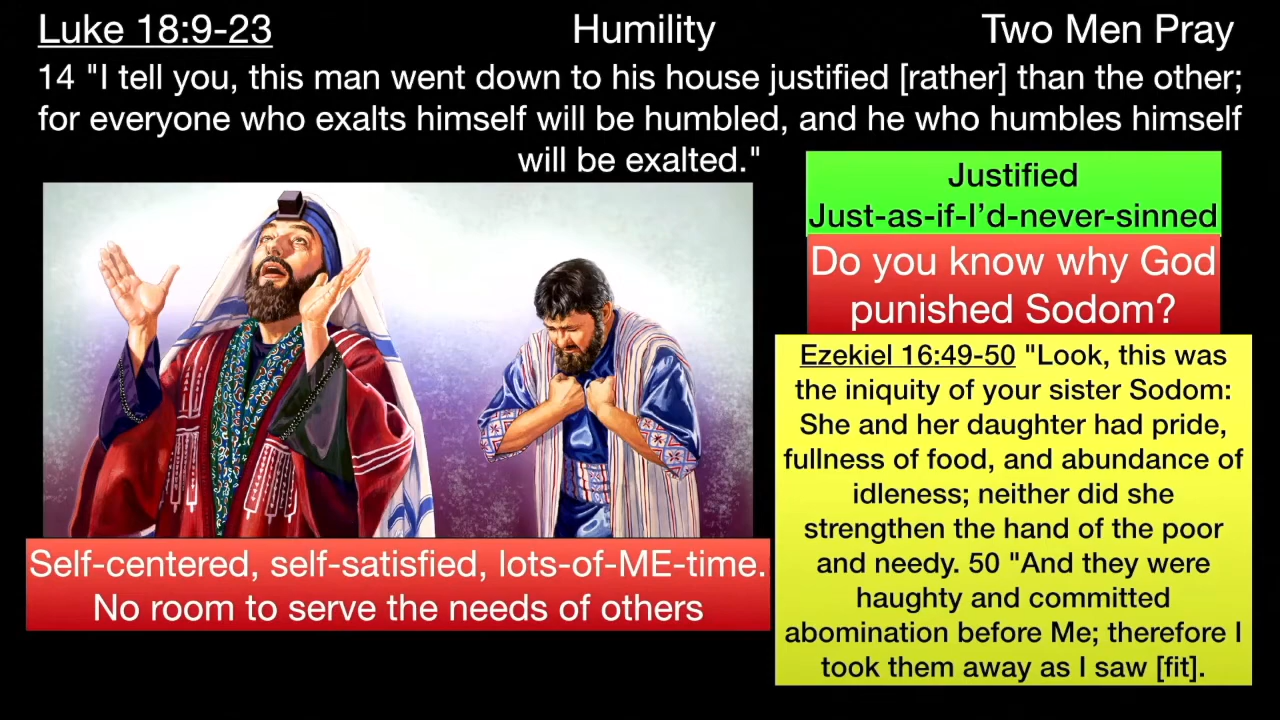 Luke 18:9-23
Humility
Two Men Pray
14 "I tell you, this man went down to his house justified [rather] than the other;
for everyone who exalts himself will be humbled, and he who humbles himself
will be exalted."
Justified
Just-as-if-I’d-never-sinned
Do you know why God
punished Sodom?
Ezekiel 16:49-50 "Look, this was
the iniquity of your sister Sodom:
She and her daughter had pride,
fullness of food, and abundance of
idleness; neither did she
strengthen the hand of the poor
and needy. 50 "And they were
haughty and committed
abomination before Me; therefore I
took them away as I saw [fit].
Self-centered, self-satisfied, lots-of-ME-time.
No room to serve the needs of others